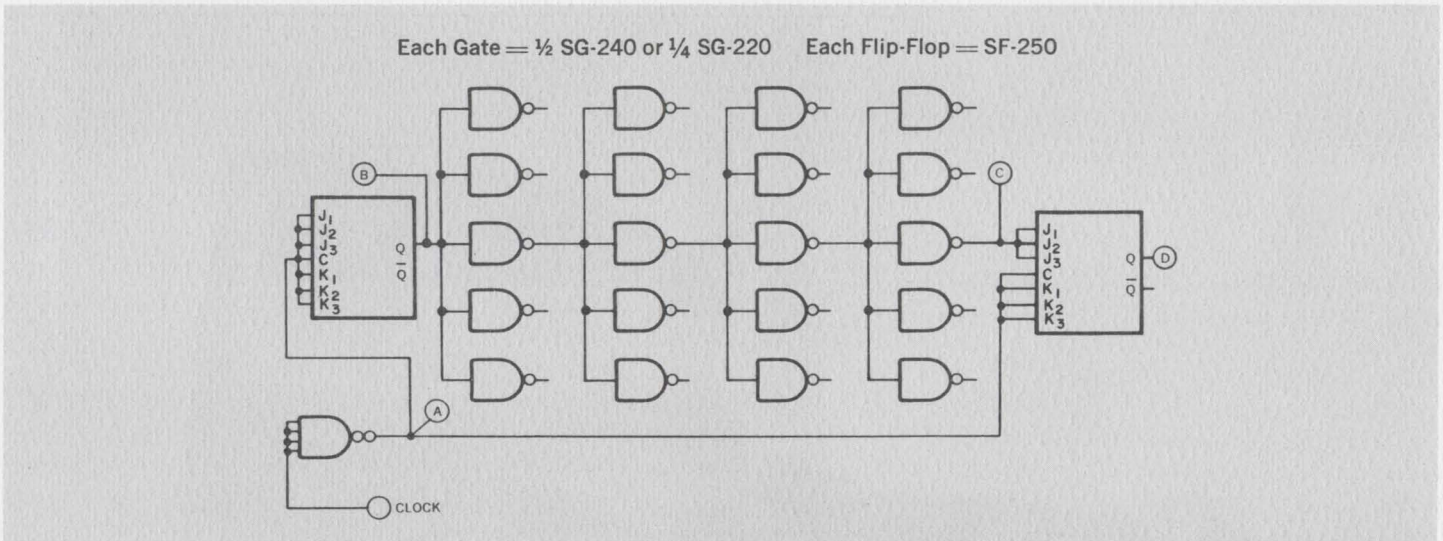 Each Gate = ½ SG-240 or ¼ SG-220 Each Flip-Flop = SF-250
B
C
J1
J2
J3
C
K1
K2
K3
Q
Q̅
J1
J2
J3
C
K1
K2
K3
Q
Q̅
D
A
CLOCK